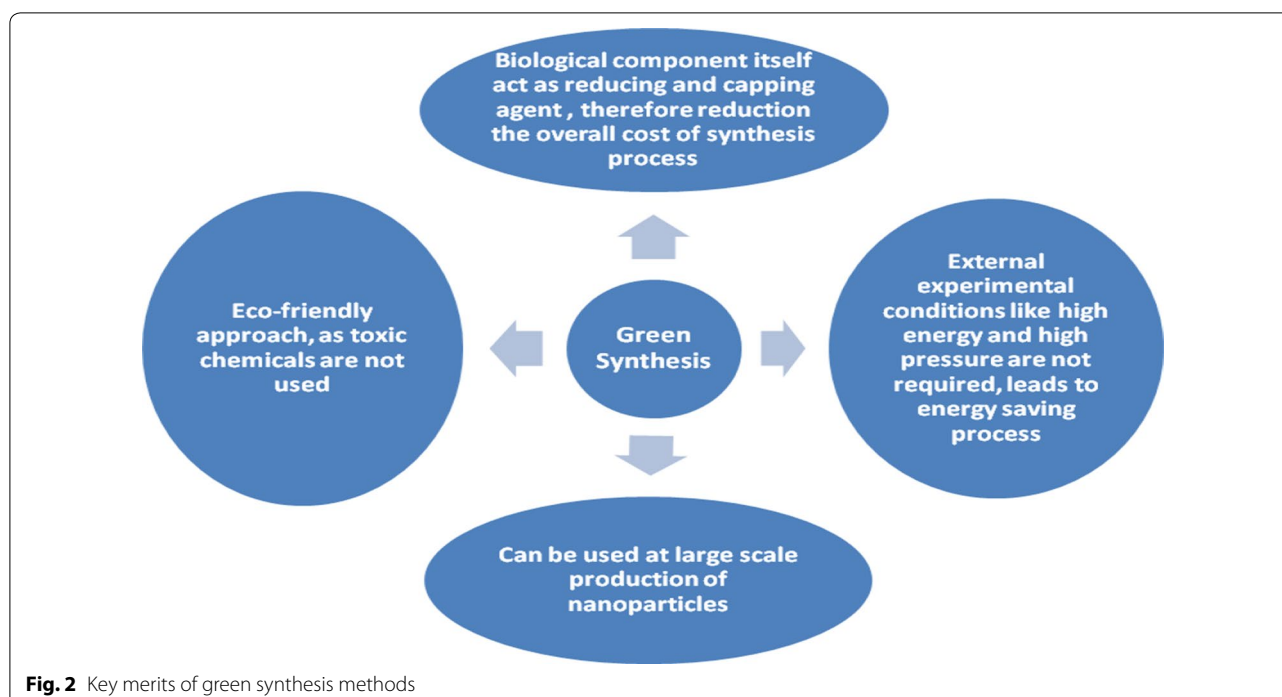 Biological component itself
act as reducing and capping
agent , therefore reduction
the overall cost of synthesis
process
Eco-friendly
approach, as toxic
chemicals are not
used
Green
Synthesis
External
experimental
conditions like high
energy and high
pressure are not
required, leads to
energy saving
process
Can be used at large scale
production of
nanoparticles
Fig. 2 Key merits of green synthesis methods